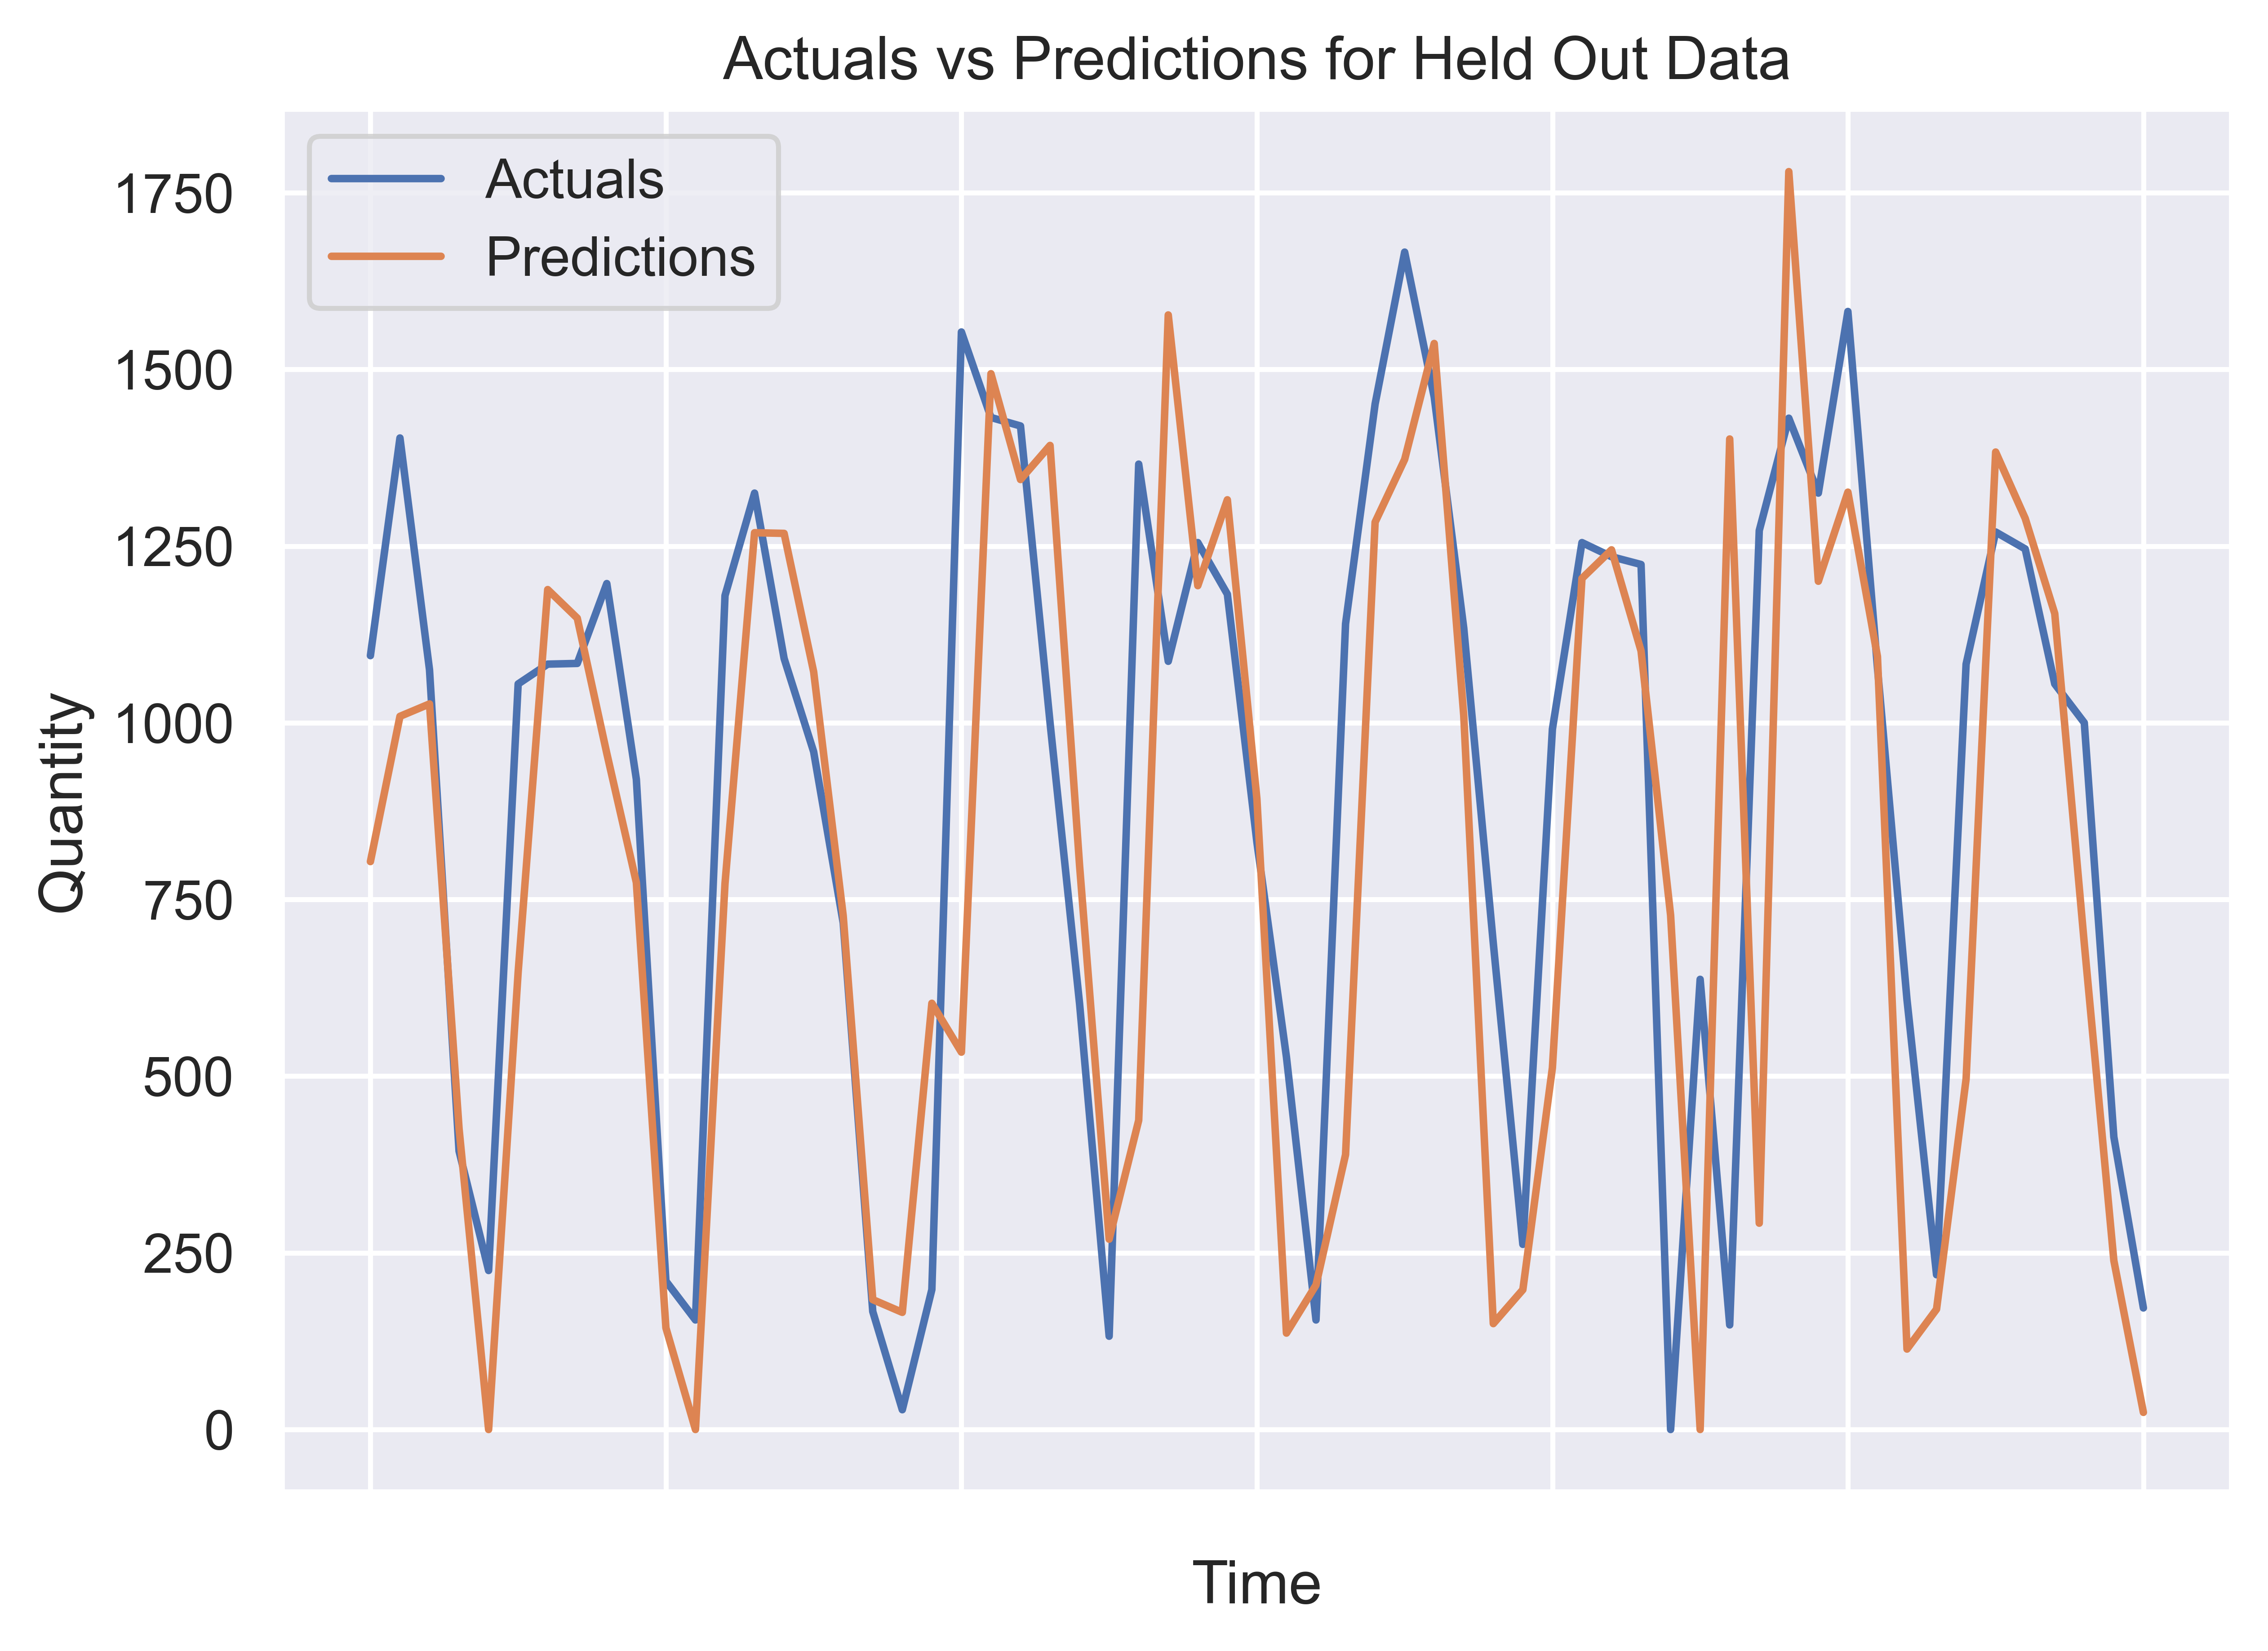 Actuals vs Predictions for Held Out Data
Actuals
Predictions
1750
1500
1250
1000
750
500
250
0
Quantity
Time